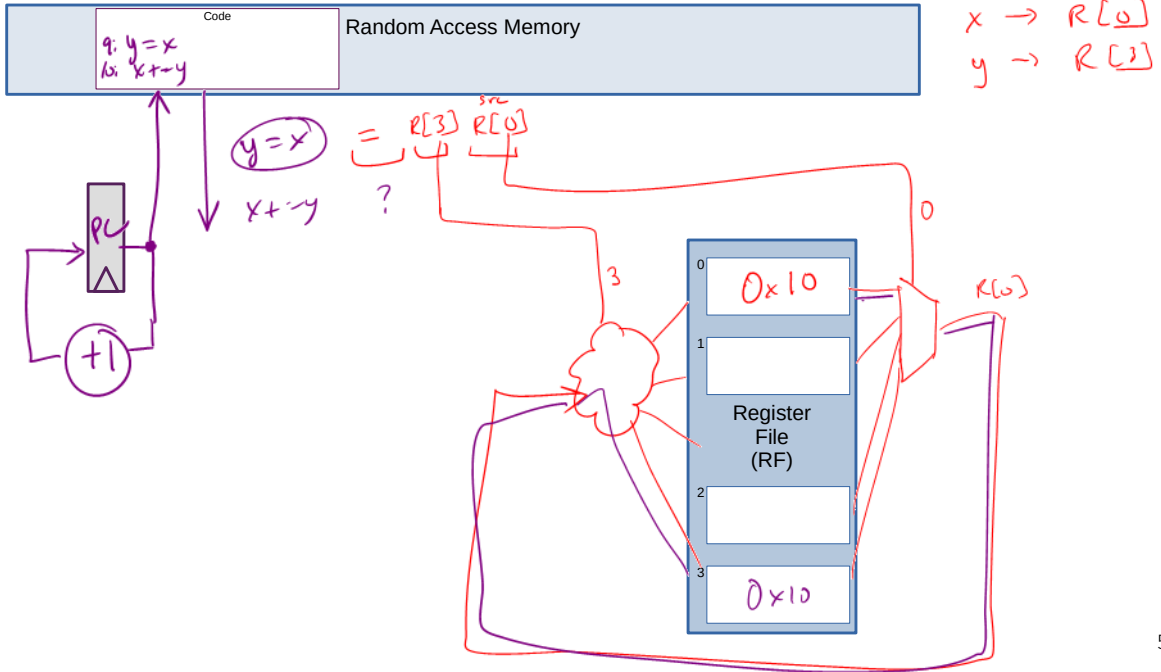 Code
Random Access Memory
9: y = x
10: x += y
x → R[0]
y → R[3]
src
y = x = R[3] R[0]
x += y ?
0
PC
3
+1
0 0x10
R[0]
1
Register
File
(RF)
2
3 0x10
5